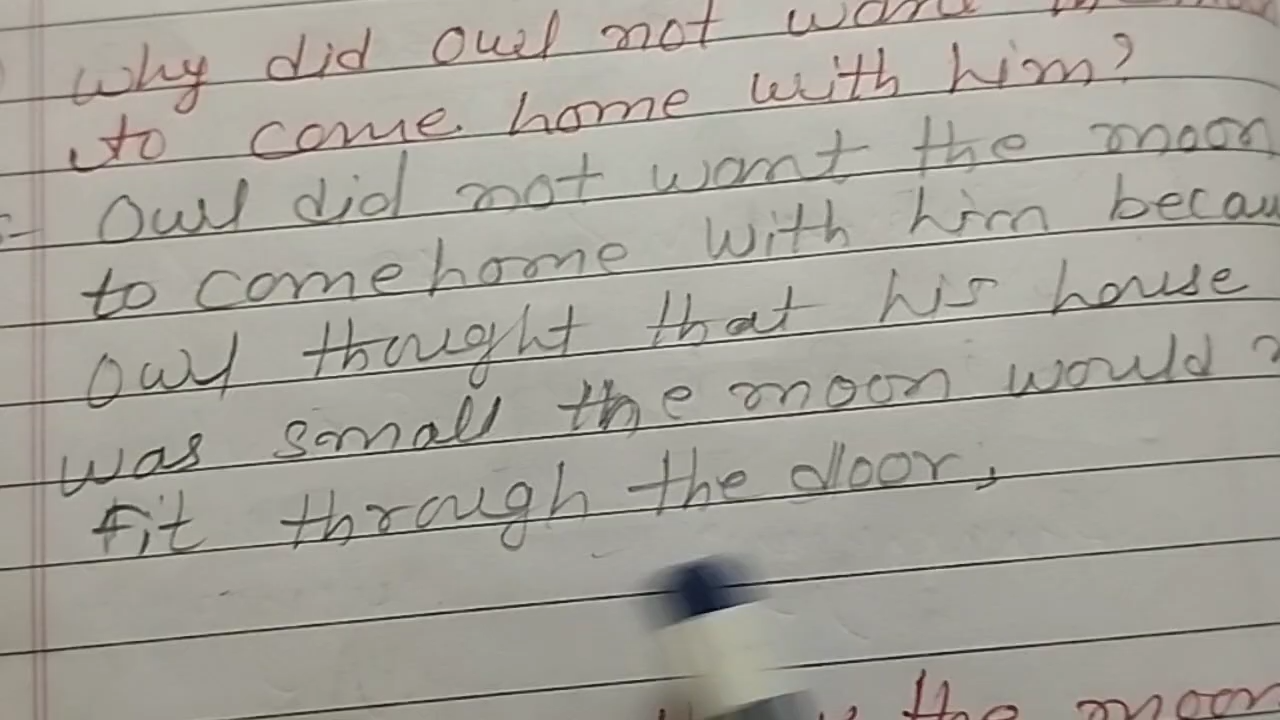 why did owl not want
to come home with him?
Owl did not want the moon
to come home with him becau
Owl thought that his house
was small the moon would
fit through the door,
the moon